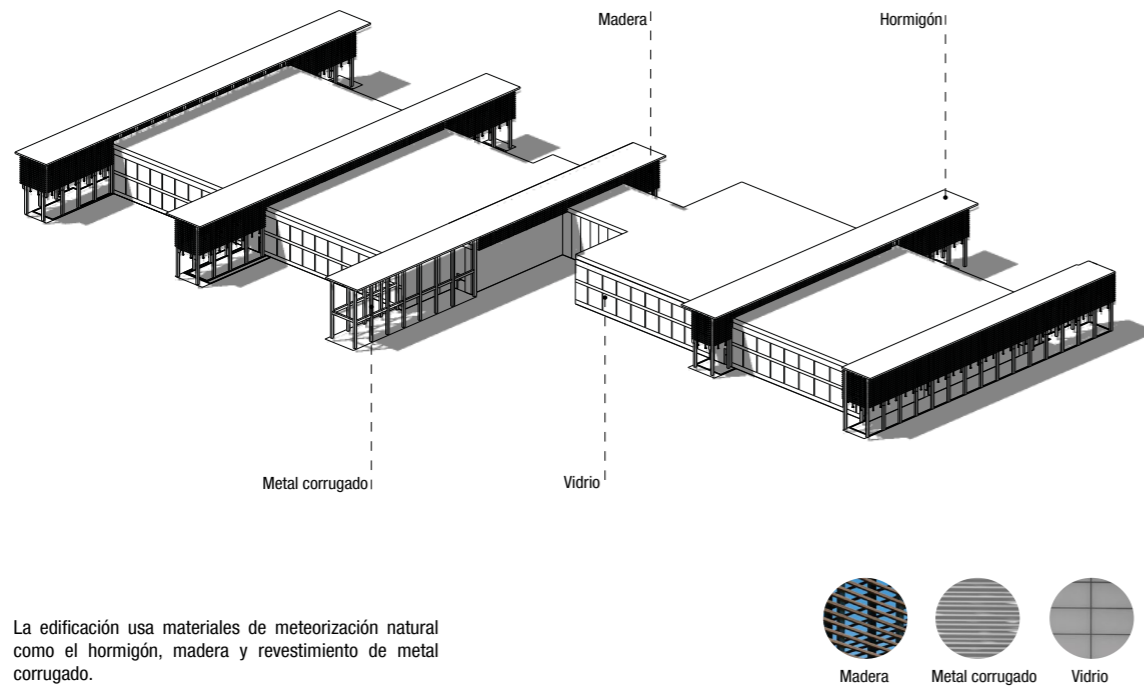 Madera
Hormigón
Metal corrugado
Vidrio
La edificación usa materiales de meteorización natural
como el hormigón, madera y revestimiento de metal
corrugado.
Madera
Metal corrugado
Vidrio